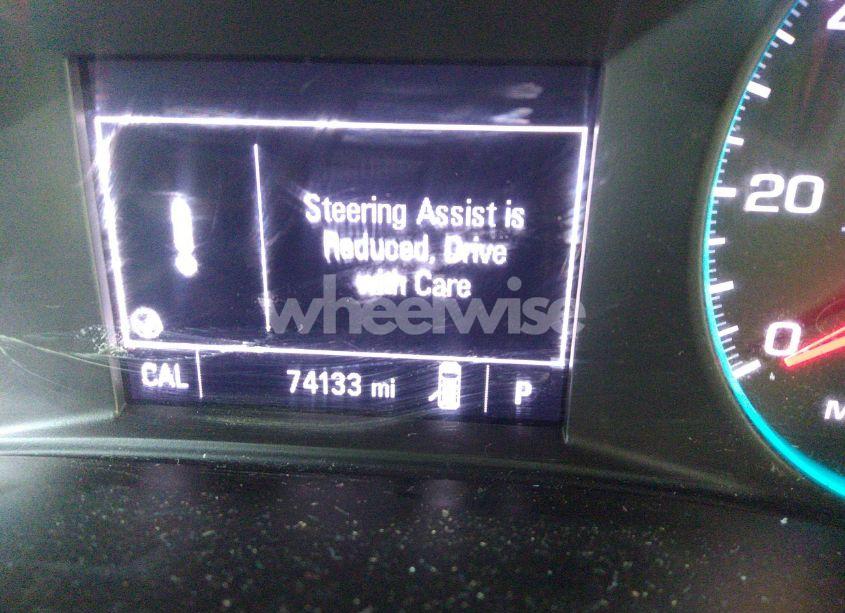 Steering Assist is
Reduced, Drive
with Care
wheelwise
CAL 74133 mi P
20
0